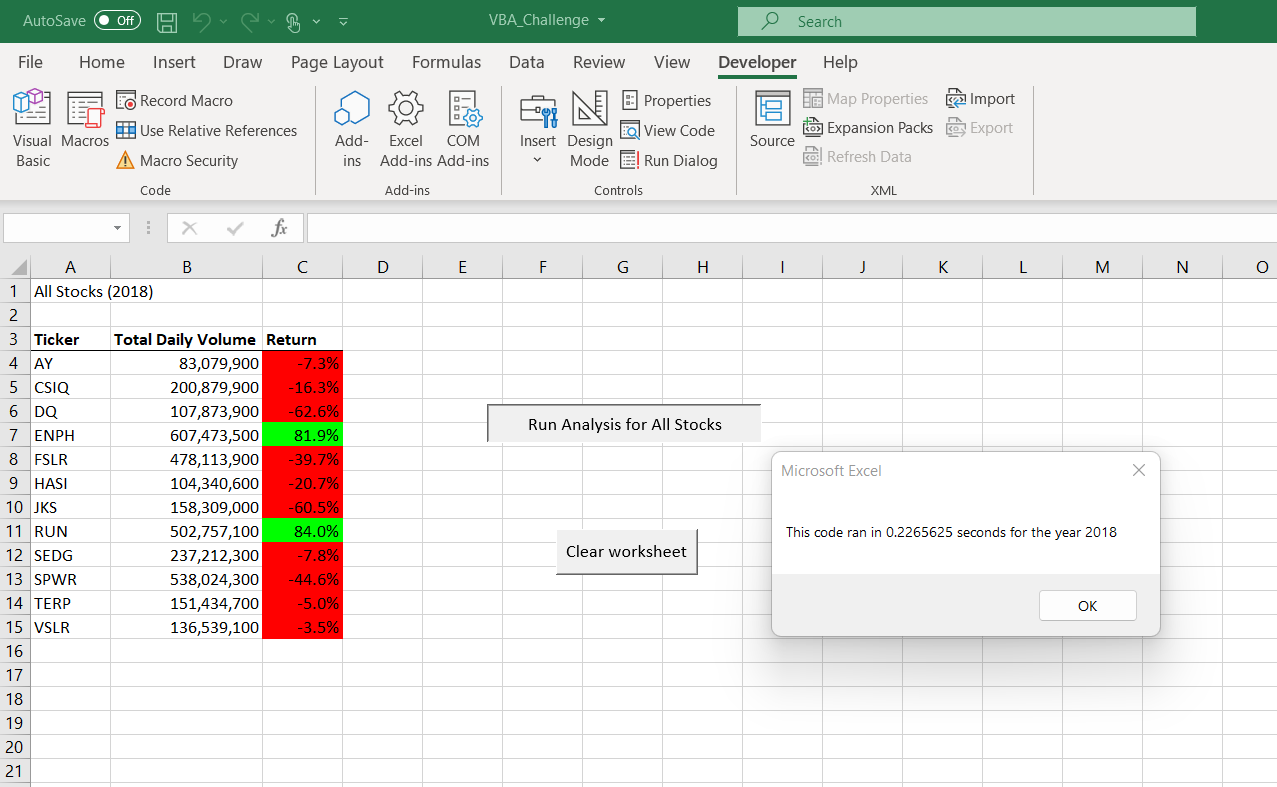 AutoSave Off VBA_Challenge Search
File Home Insert Draw Page Layout Formulas Data Review View Developer Help
Visual Basic
Macros
Record Macro
Use Relative References
Macro Security
Code
Add-ins
Excel Add-ins
COM Add-ins
Add-ins
Insert
Design Mode
Properties
View Code
Run Dialog
Controls
Source
Map Properties
Expansion Packs
Refresh Data
Import
Export
XML
fx
A B C D E F G H I J K L M N O
1 All Stocks (2018)
2
3 Ticker Total Daily Volume Return
4 AY 83,079,900 -7.3%
5 CSIQ 200,879,900 -16.3%
6 DQ 107,873,900 -62.6%
7 ENPH 607,473,500 81.9%
8 FSLR 478,113,900 -39.7%
9 HASI 104,340,600 -20.7%
10 JKS 158,309,000 -60.5%
11 RUN 502,757,100 84.0%
12 SEDG 237,212,300 -7.8%
13 SPWR 538,024,300 -44.6%
14 TERP 151,434,700 -5.0%
15 VSLR 136,539,100 -3.5%
16
17
18
19
20
21
Run Analysis for All Stocks
Clear worksheet
Microsoft Excel
This code ran in 0.2265625 seconds for the year 2018
OK